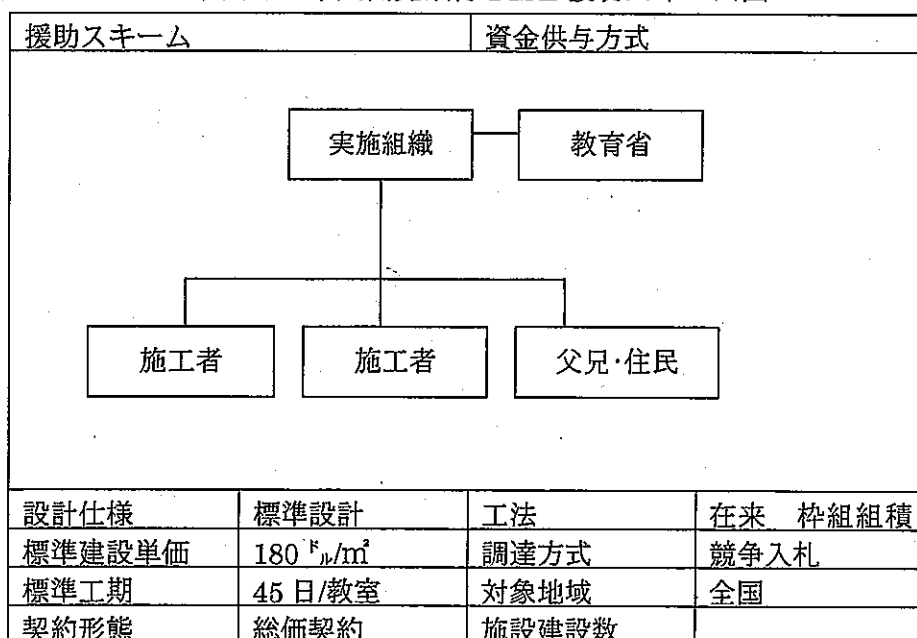 援助スキーム 資金供与方式
実施組織 教育省
施工者 施工者 父兄・住民
設計仕様 標準設計 工法 在来 枠組組積
標準建設単価 180㌦/㎡ 調達方式 競争入札
標準工期 45日/教室 対象地域 全国
契約形態 総価契約 施設建設数